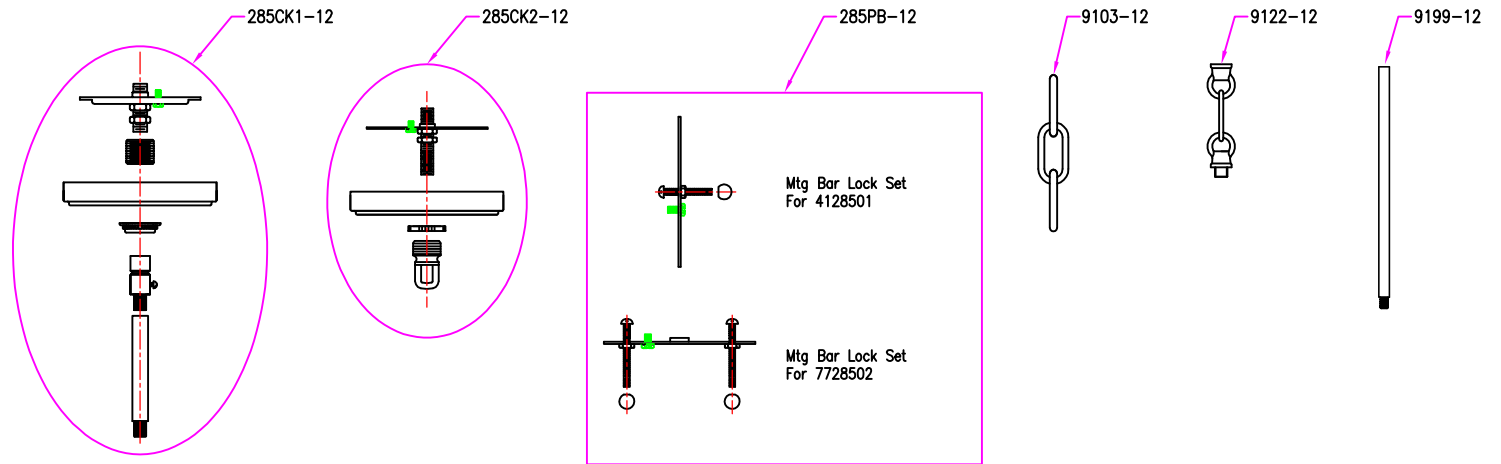 285CK1-12
285CK2-12
285PB-12
9103-12
9122-12
9199-12
Mtg Bar Lock Set
For 4128501
Mtg Bar Lock Set
For 7728502